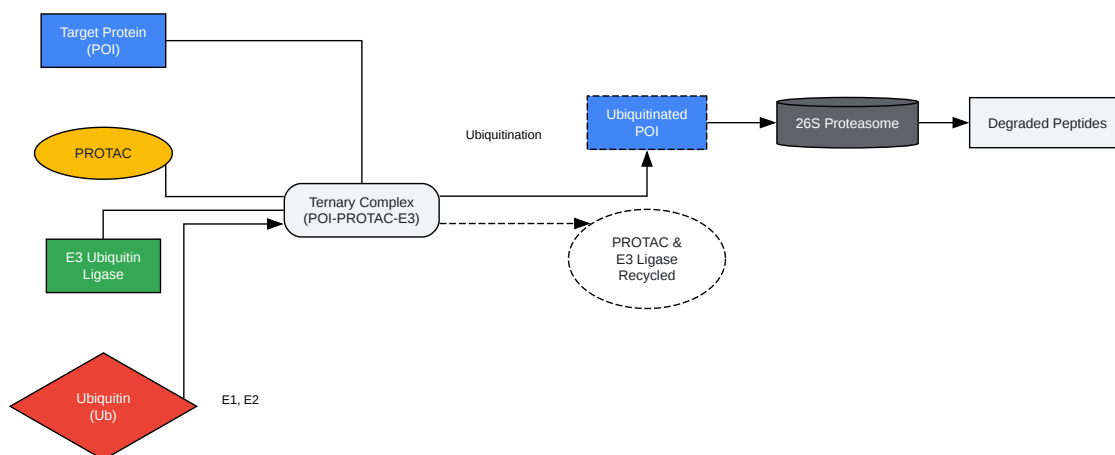 Target Protein
(POI)
PROTAC
E3 Ubiquitin
Ligase
Ubiquitin
(Ub)
E1, E2
Ternary Complex
(POI-PROTAC-E3)
Ubiquitination
Ubiquitinated
POI
PROTAC &
E3 Ligase
Recycled
26S Proteasome
Degraded Peptides